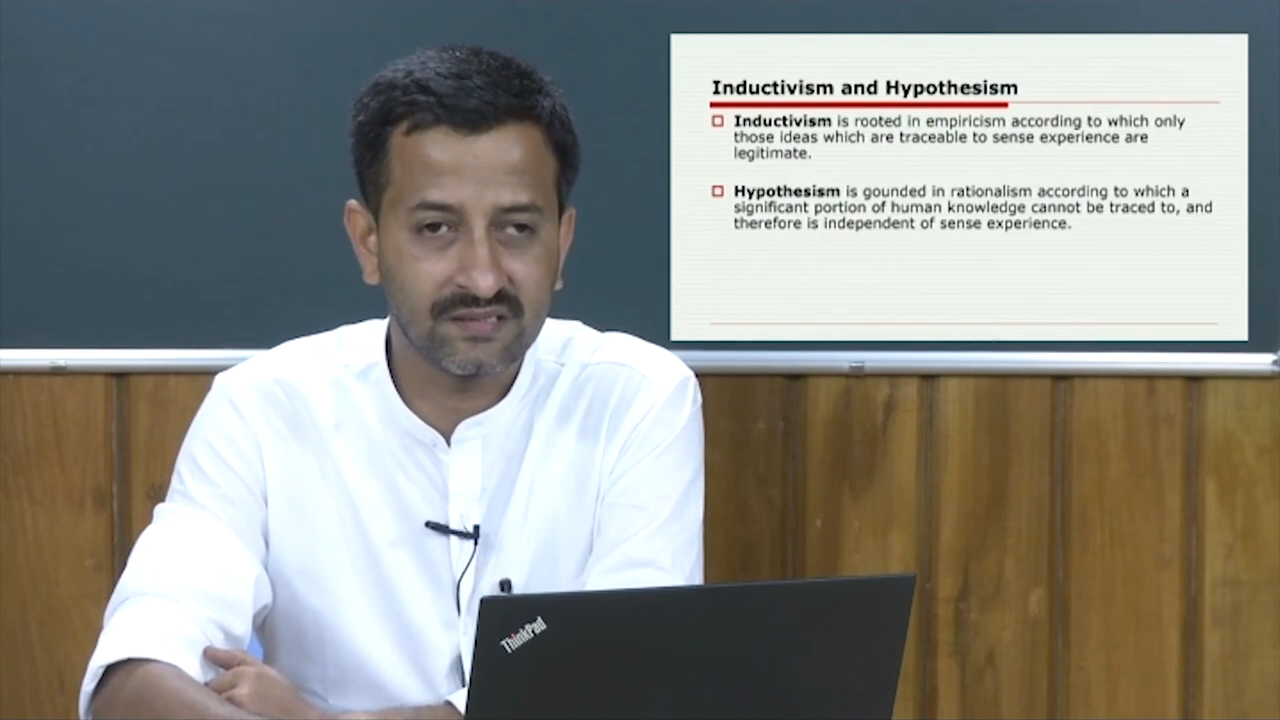 Inductivism and Hypothesism
Inductivism is rooted in empiricism according to which only
those ideas which are traceable to sense experience are
legitimate.
Hypothesism is gounded in rationalism according to which a
significant portion of human knowledge cannot be traced to, and
therefore is independent of sense experience.
ThinkPad